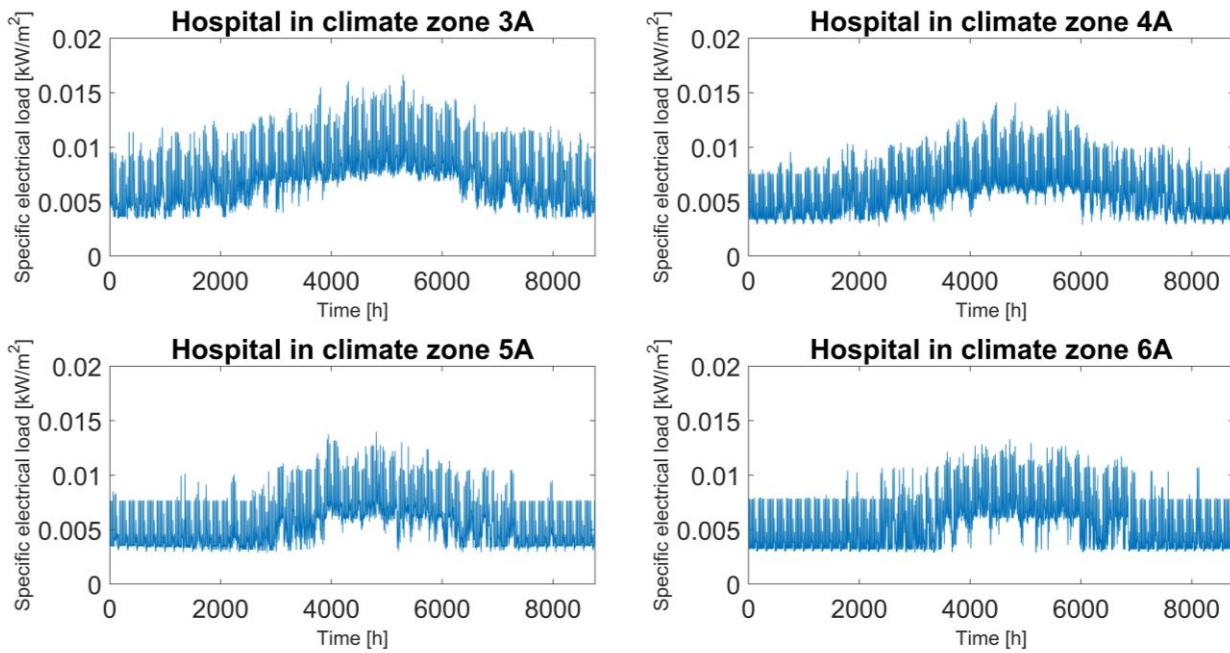 Hospital in climate zone 3A
Specific electrical load [kW/m²]
0.02
0.015
0.01
0.005
0
0 2000 4000 6000 8000
Time [h]
Hospital in climate zone 4A
Specific electrical load [kW/m²]
0.02
0.015
0.01
0.005
0
0 2000 4000 6000 8000
Time [h]
Hospital in climate zone 5A
Specific electrical load [kW/m²]
0.02
0.015
0.01
0.005
0
0 2000 4000 6000 8000
Time [h]
Hospital in climate zone 6A
Specific electrical load [kW/m²]
0.02
0.015
0.01
0.005
0
0 2000 4000 6000 8000
Time [h]